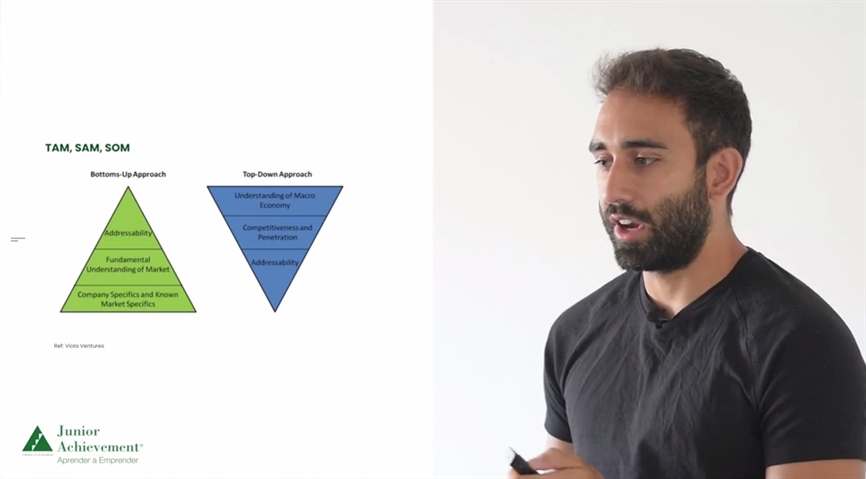 TAM, SAM, SOM
Bottoms-Up Approach
Addressability
Fundamental
Understanding of Market
Company Specifics and Known
Market Specifics
Top-Down Approach
Understanding of Macro
Economy
Competitiveness and
Penetration
Addressability
Ref: Viola Ventures
Junior
Achievement®
Aprender a Emprender